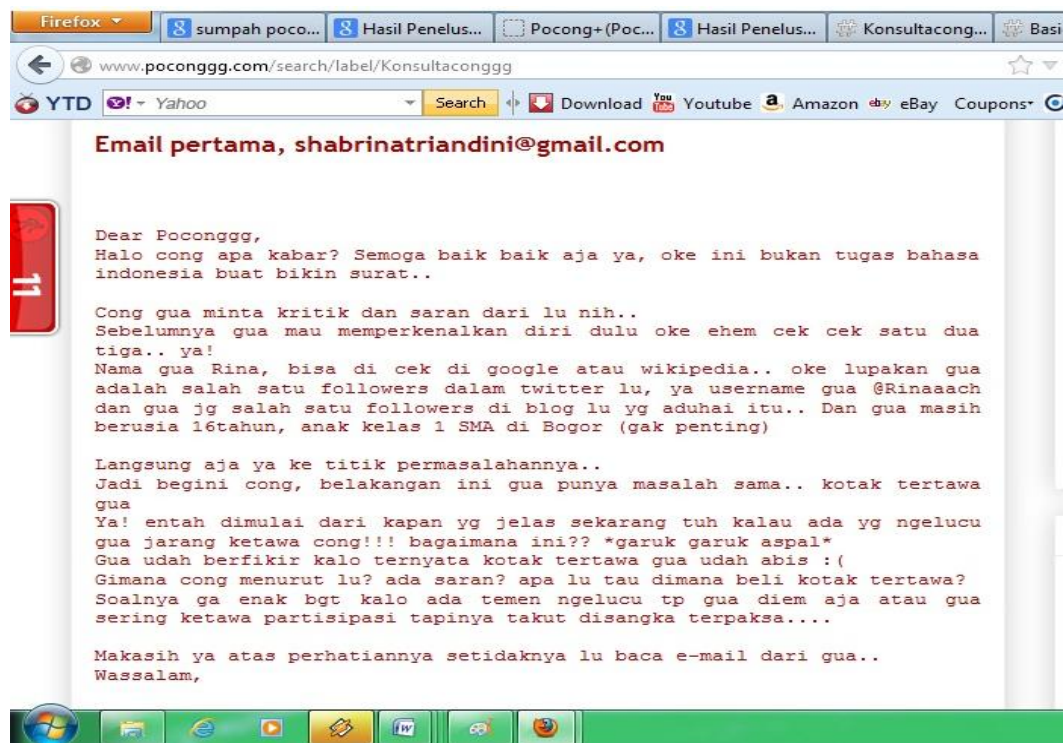 Firefox
sumpah poco...
Hasil Penelus...
Pocong+(Poc...
Hasil Penelus...
Konsultacong...
Basi
www.poconggg.com/search/label/Konsultaconggg
YTD
Yahoo
Search
Download
Youtube
Amazon
eBay
Coupons
Email pertama, shabrinatriandini@gmail.com
11
Dear Poconggg,
Halo cong apa kabar? Semoga baik baik aja ya, oke ini bukan tugas bahasa
indonesia buat bikin surat..
Cong gua minta kritik dan saran dari lu nih..
Sebelumnya gua mau memperkenalkan diri dulu oke ehem cek cek satu dua
tiga.. ya!
Nama gua Rina, bisa di cek di google atau wikipedia.. oke lupakan gua
adalah salah satu followers dalam twitter lu, ya username gua @Rinaaach
dan gua jg salah satu followers di blog lu yg aduhai itu.. Dan gua masih
berusia 16tahun, anak kelas 1 SMA di Bogor (gak penting)
Langsung aja ya ke titik permasalahannya..
Jadi begini cong, belakangan ini gua punya masalah sama.. kotak tertawa
gua
Ya! entah dimulai dari kapan yg jelas sekarang tuh kalau ada yg ngelucu
gua jarang ketawa cong!!! bagaimana ini?? *garuk garuk aspal*
Gua udah berfikir kalo ternyata kotak tertawa gua udah abis :(
Gimana cong menurut lu? ada saran? apa lu tau dimana beli kotak tertawa?
Soalnya ga enak bgt kalo ada temen ngelucu tp gua diem aja atau gua
sering ketawa partisipasi tapinya takut disangka terpaksa....
Makasih ya atas perhatiannya setidaknya lu baca e-mail dari gua..
Wassalam,